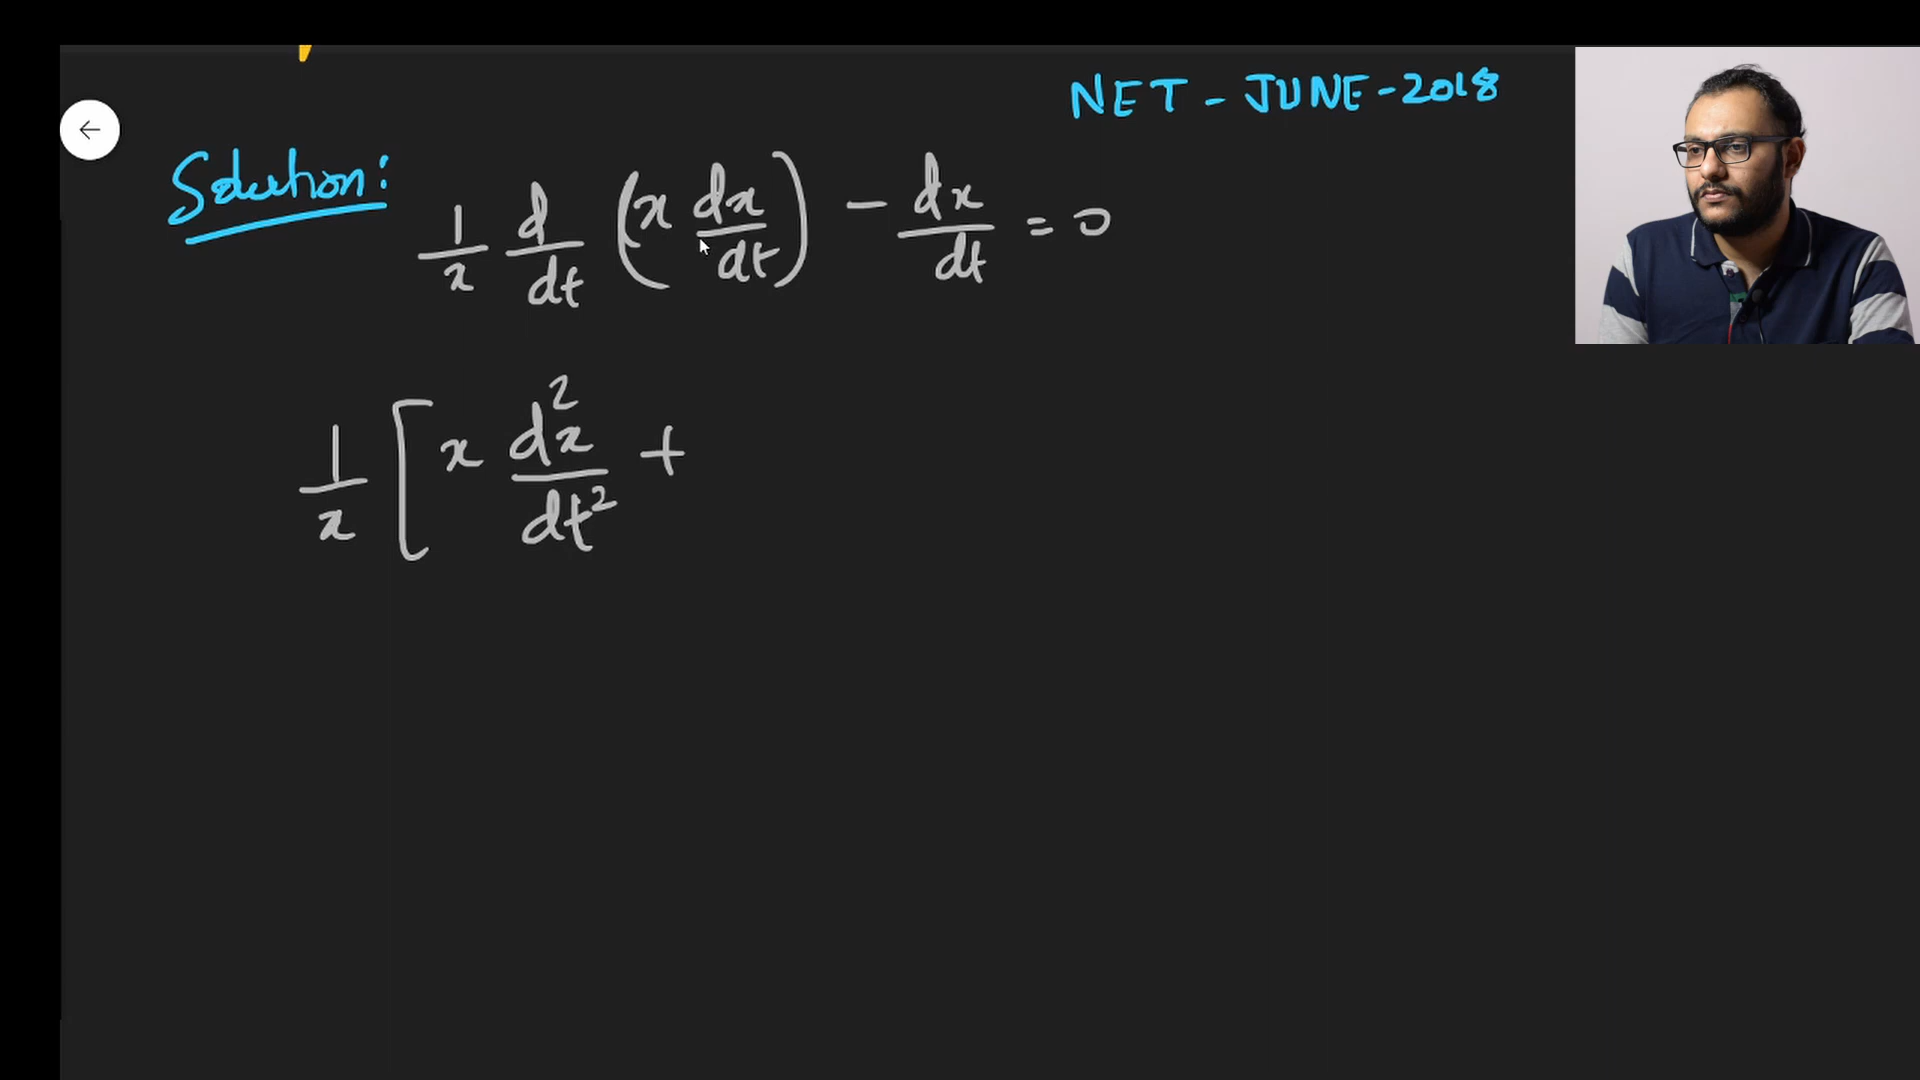 NET - JUNE - 2018
Solution:
1/x d/dt (x dx/dt) - dx/dt = 0
1/x [x d²x/dt² +